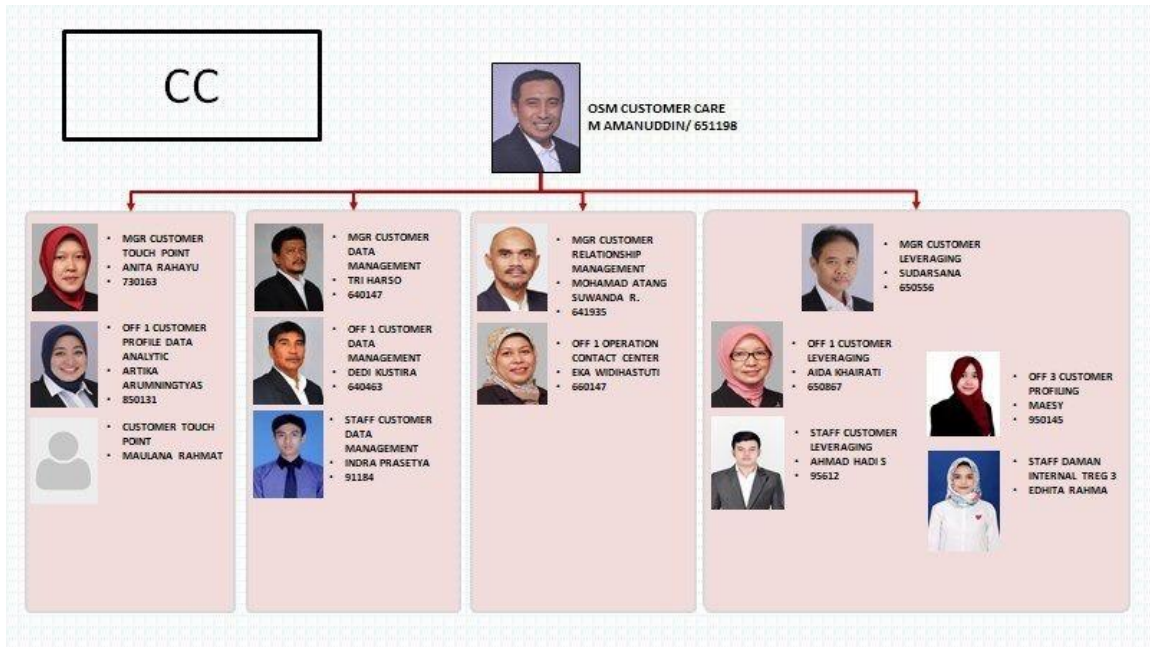 CC
OSM CUSTOMER CARE
M AMANUDDIN/ 651198
• MGR CUSTOMER
TOUCH POINT
• ANITA RAHAYU
• 730163
• OFF 1 CUSTOMER
PROFILE DATA
ANALYTIC
• ARTIKA
ARUMNINGTYAS
• 850131
• CUSTOMER TOUCH
POINT
• MAULANA RAHMAT
• MGR CUSTOMER
DATA
MANAGEMENT
• TRI HARSO
• 640147
• OFF 1 CUSTOMER
DATA
MANAGEMENT
• DEDI KUSTIRA
• 640463
• STAFF CUSTOMER
DATA
MANAGEMENT
• INDRA PRASETYA
• 91184
• MGR CUSTOMER
RELATIONSHIP
MANAGEMENT
• MOHAMAD ATANG
SUWANDA R.
• 641935
• OFF 1 OPERATION
CONTACT CENTER
• EKA WIDIHASTUTI
• 660147
• MGR CUSTOMER
LEVERAGING
• SUDARSANA
• 650556
• OFF 1 CUSTOMER
LEVERAGING
• AIDA KHAIRATI
• 650867
• STAFF CUSTOMER
LEVERAGING
• AHMAD HADI S
• 95612
• OFF 3 CUSTOMER
PROFILING
• MAESY
• 950145
• STAFF DAMAN
INTERNAL TREG 3
• EDHITA RAHMA